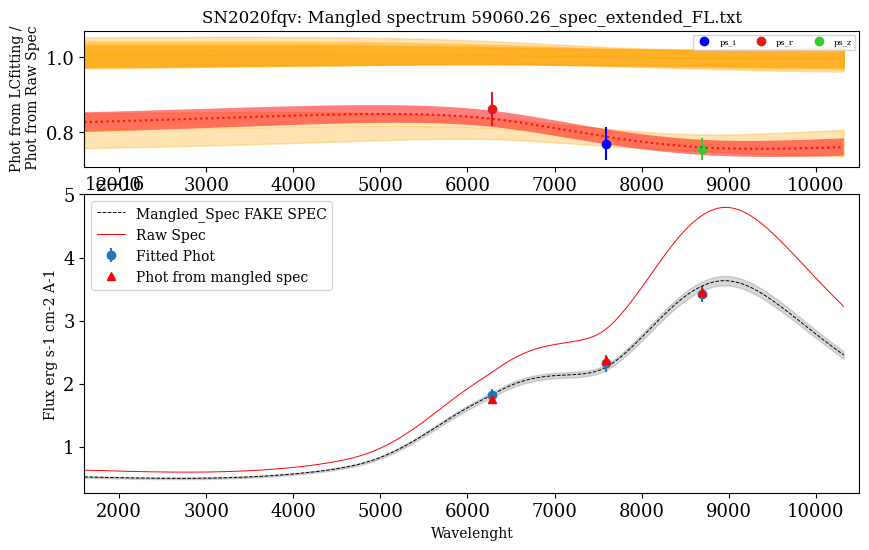 SN2020fqv: Mangled spectrum 59060.26_spec_extended_FL.txt
Phot from LCfitting /
Phot from Raw Spec
1.0
0.8
ps_i
ps_r
ps_z
2000 3000 4000 5000 6000 7000 8000 9000 10000
Flux erg s-1 cm-2 A-1
5
4
3
2
1
Mangled_Spec FAKE SPEC
Raw Spec
Fitted Phot
Phot from mangled spec
2000 3000 4000 5000 6000 7000 8000 9000 10000
Wavelenght